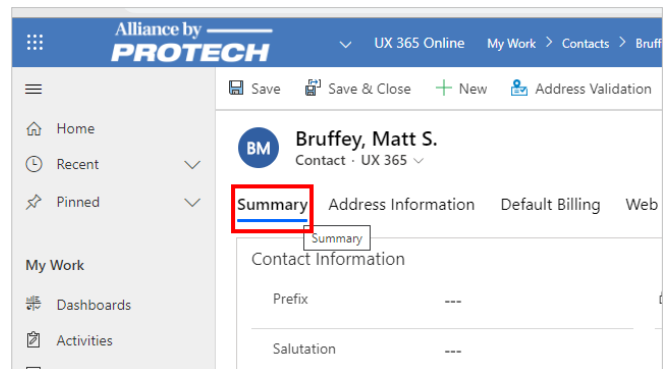 Alliance by
PROTECH
UX 365 Online My Work > Contacts > Bruff
Save Save & Close New Address Validation
Home
Recent
Pinned
My Work
Dashboards
Activities
BM
Bruffey, Matt S.
Contact · UX 365
Summary Address Information Default Billing Web
Summary
Contact Information
Prefix ---
Salutation ---